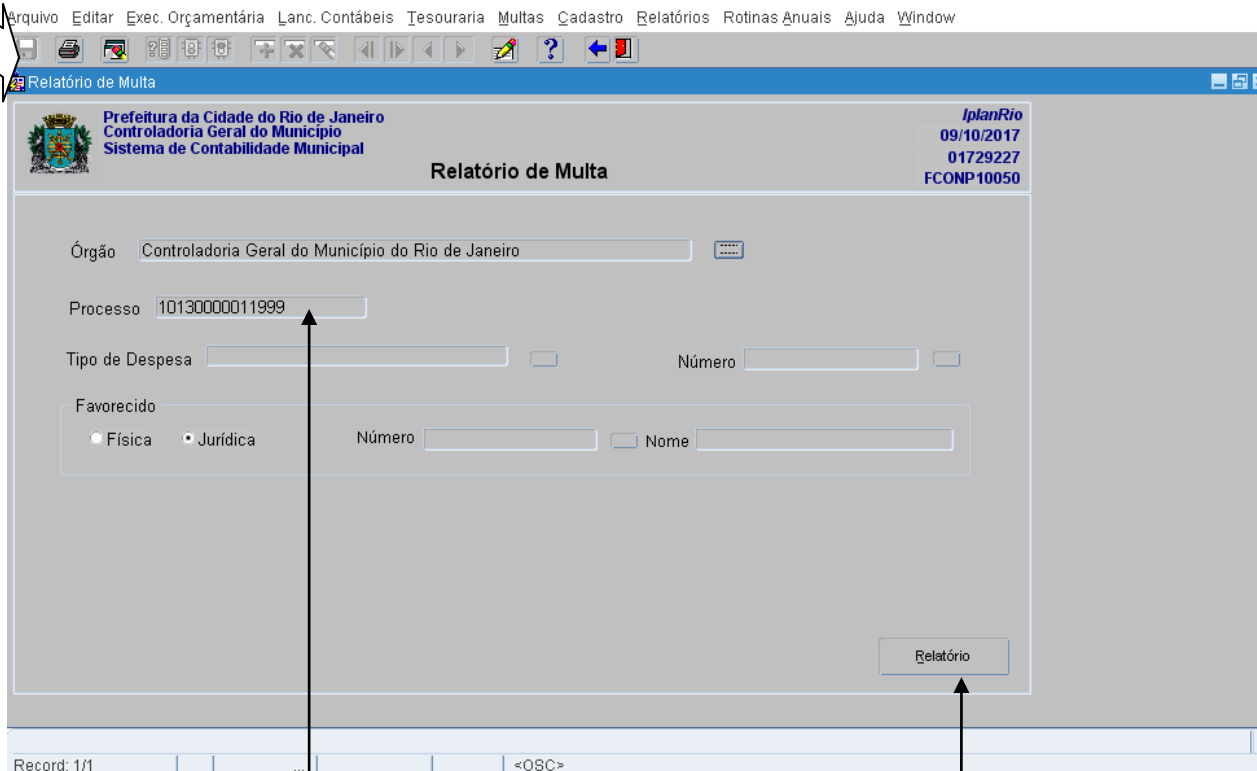 Arquivo Editar Exec. Orçamentária Lanc. Contábeis Tesouraria Multas Cadastro Relatórios Rotinas Anuais Ajuda Window
Relatório de Multa
Prefeitura da Cidade do Rio de Janeiro
Controladoria Geral do Município
Sistema de Contabilidade Municipal
Relatório de Multa
IplanRio
09/10/2017
01729227
FCONP10050
Órgão Controladoria Geral do Município do Rio de Janeiro
Processo 10130000011999
Tipo de Despesa Número
Favorecido
Física Jurídica Número Nome
Relatório
Record: 1/1 ... <OSC>